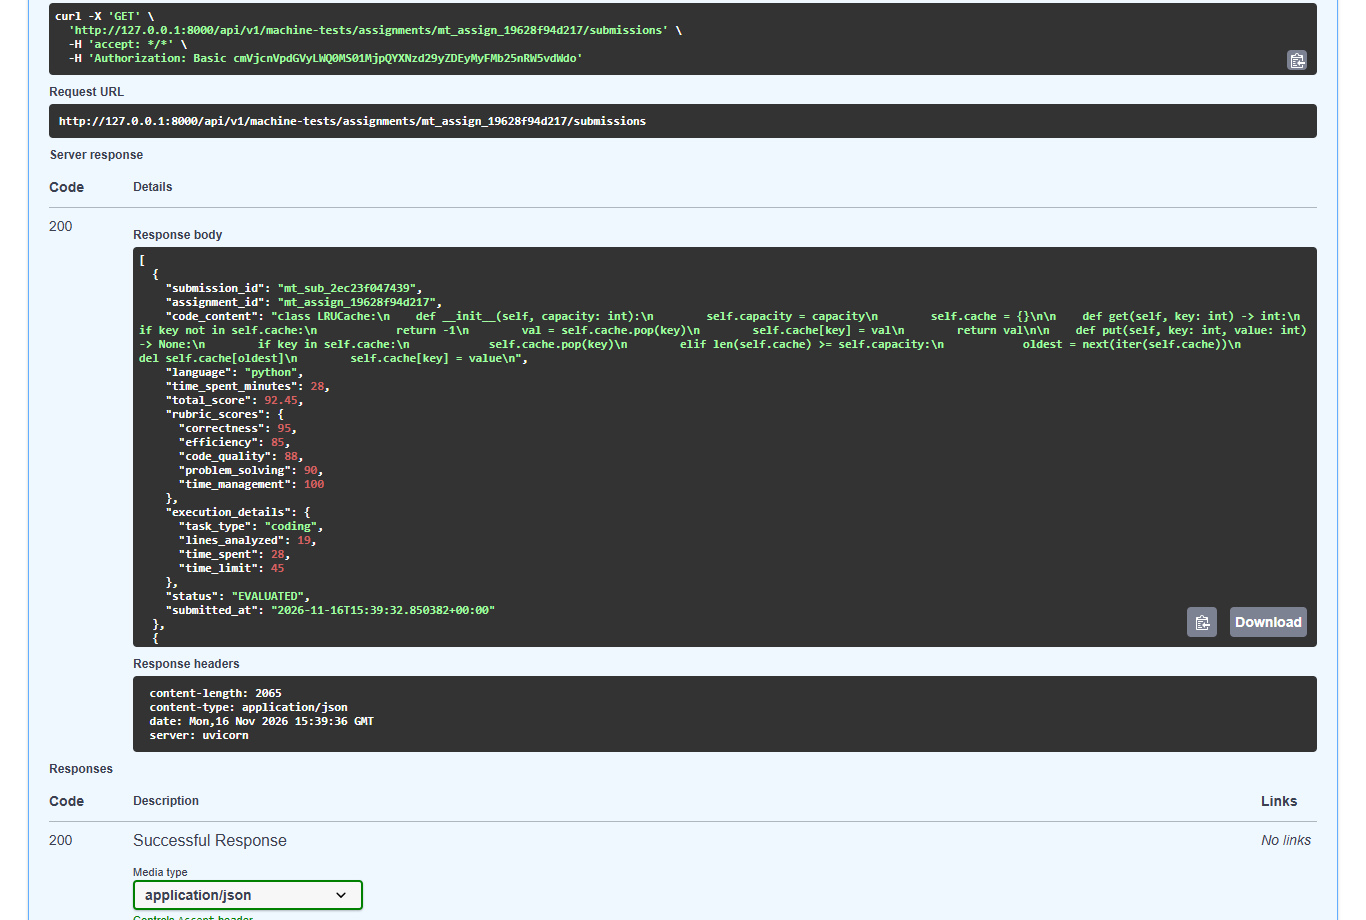 curl -X 'GET' \
'http://127.0.0.1:8000/api/v1/machine-tests/assignments/mt_assign_19628f94d217/submissions' \
-H 'accept: */*' \
-H 'Authorization: Basic cmVjcnVpdGVyLWQ0MS01MjpQYXNzd29yZDEyMyFMb25nRW5vdWdo'
Request URL
http://127.0.0.1:8000/api/v1/machine-tests/assignments/mt_assign_19628f94d217/submissions
Server response
Code Details
200
Response body
[
{
"submission_id": "mt_sub_2ec23f047439",
"assignment_id": "mt_assign_19628f94d217",
"code_content": "class LRUCache:\n    def __init__(self, capacity: int):\n        self.capacity = capacity\n        self.cache = {}\n\n    def get(self, key: int) -> int:\n
if key not in self.cache:\n            return -1\n        val = self.cache.pop(key)\n        self.cache[key] = val\n        return val\n\n    def put(self, key: int, value: int)
-> None:\n        if key in self.cache:\n            self.cache.pop(key)\n        elif len(self.cache) >= self.capacity:\n            oldest = next(iter(self.cache))\n
del self.cache[oldest]\n        self.cache[key] = value\n",
"language": "python",
"time_spent_minutes": 28,
"total_score": 92.45,
"rubric_scores": {
"correctness": 95,
"efficiency": 85,
"code_quality": 88,
"problem_solving": 90,
"time_management": 100
},
"execution_details": {
"task_type": "coding",
"lines_analyzed": 19,
"time_spent": 28,
"time_limit": 45
},
"status": "EVALUATED",
"submitted_at": "2026-11-16T15:39:32.850382+00:00"
},
{
Download
Response headers
content-length: 2065
content-type: application/json
date: Mon,16 Nov 2026 15:39:36 GMT
server: uvicorn
Responses
Code Description Links
200 Successful Response No links
Media type
application/json
Controls Accept header.